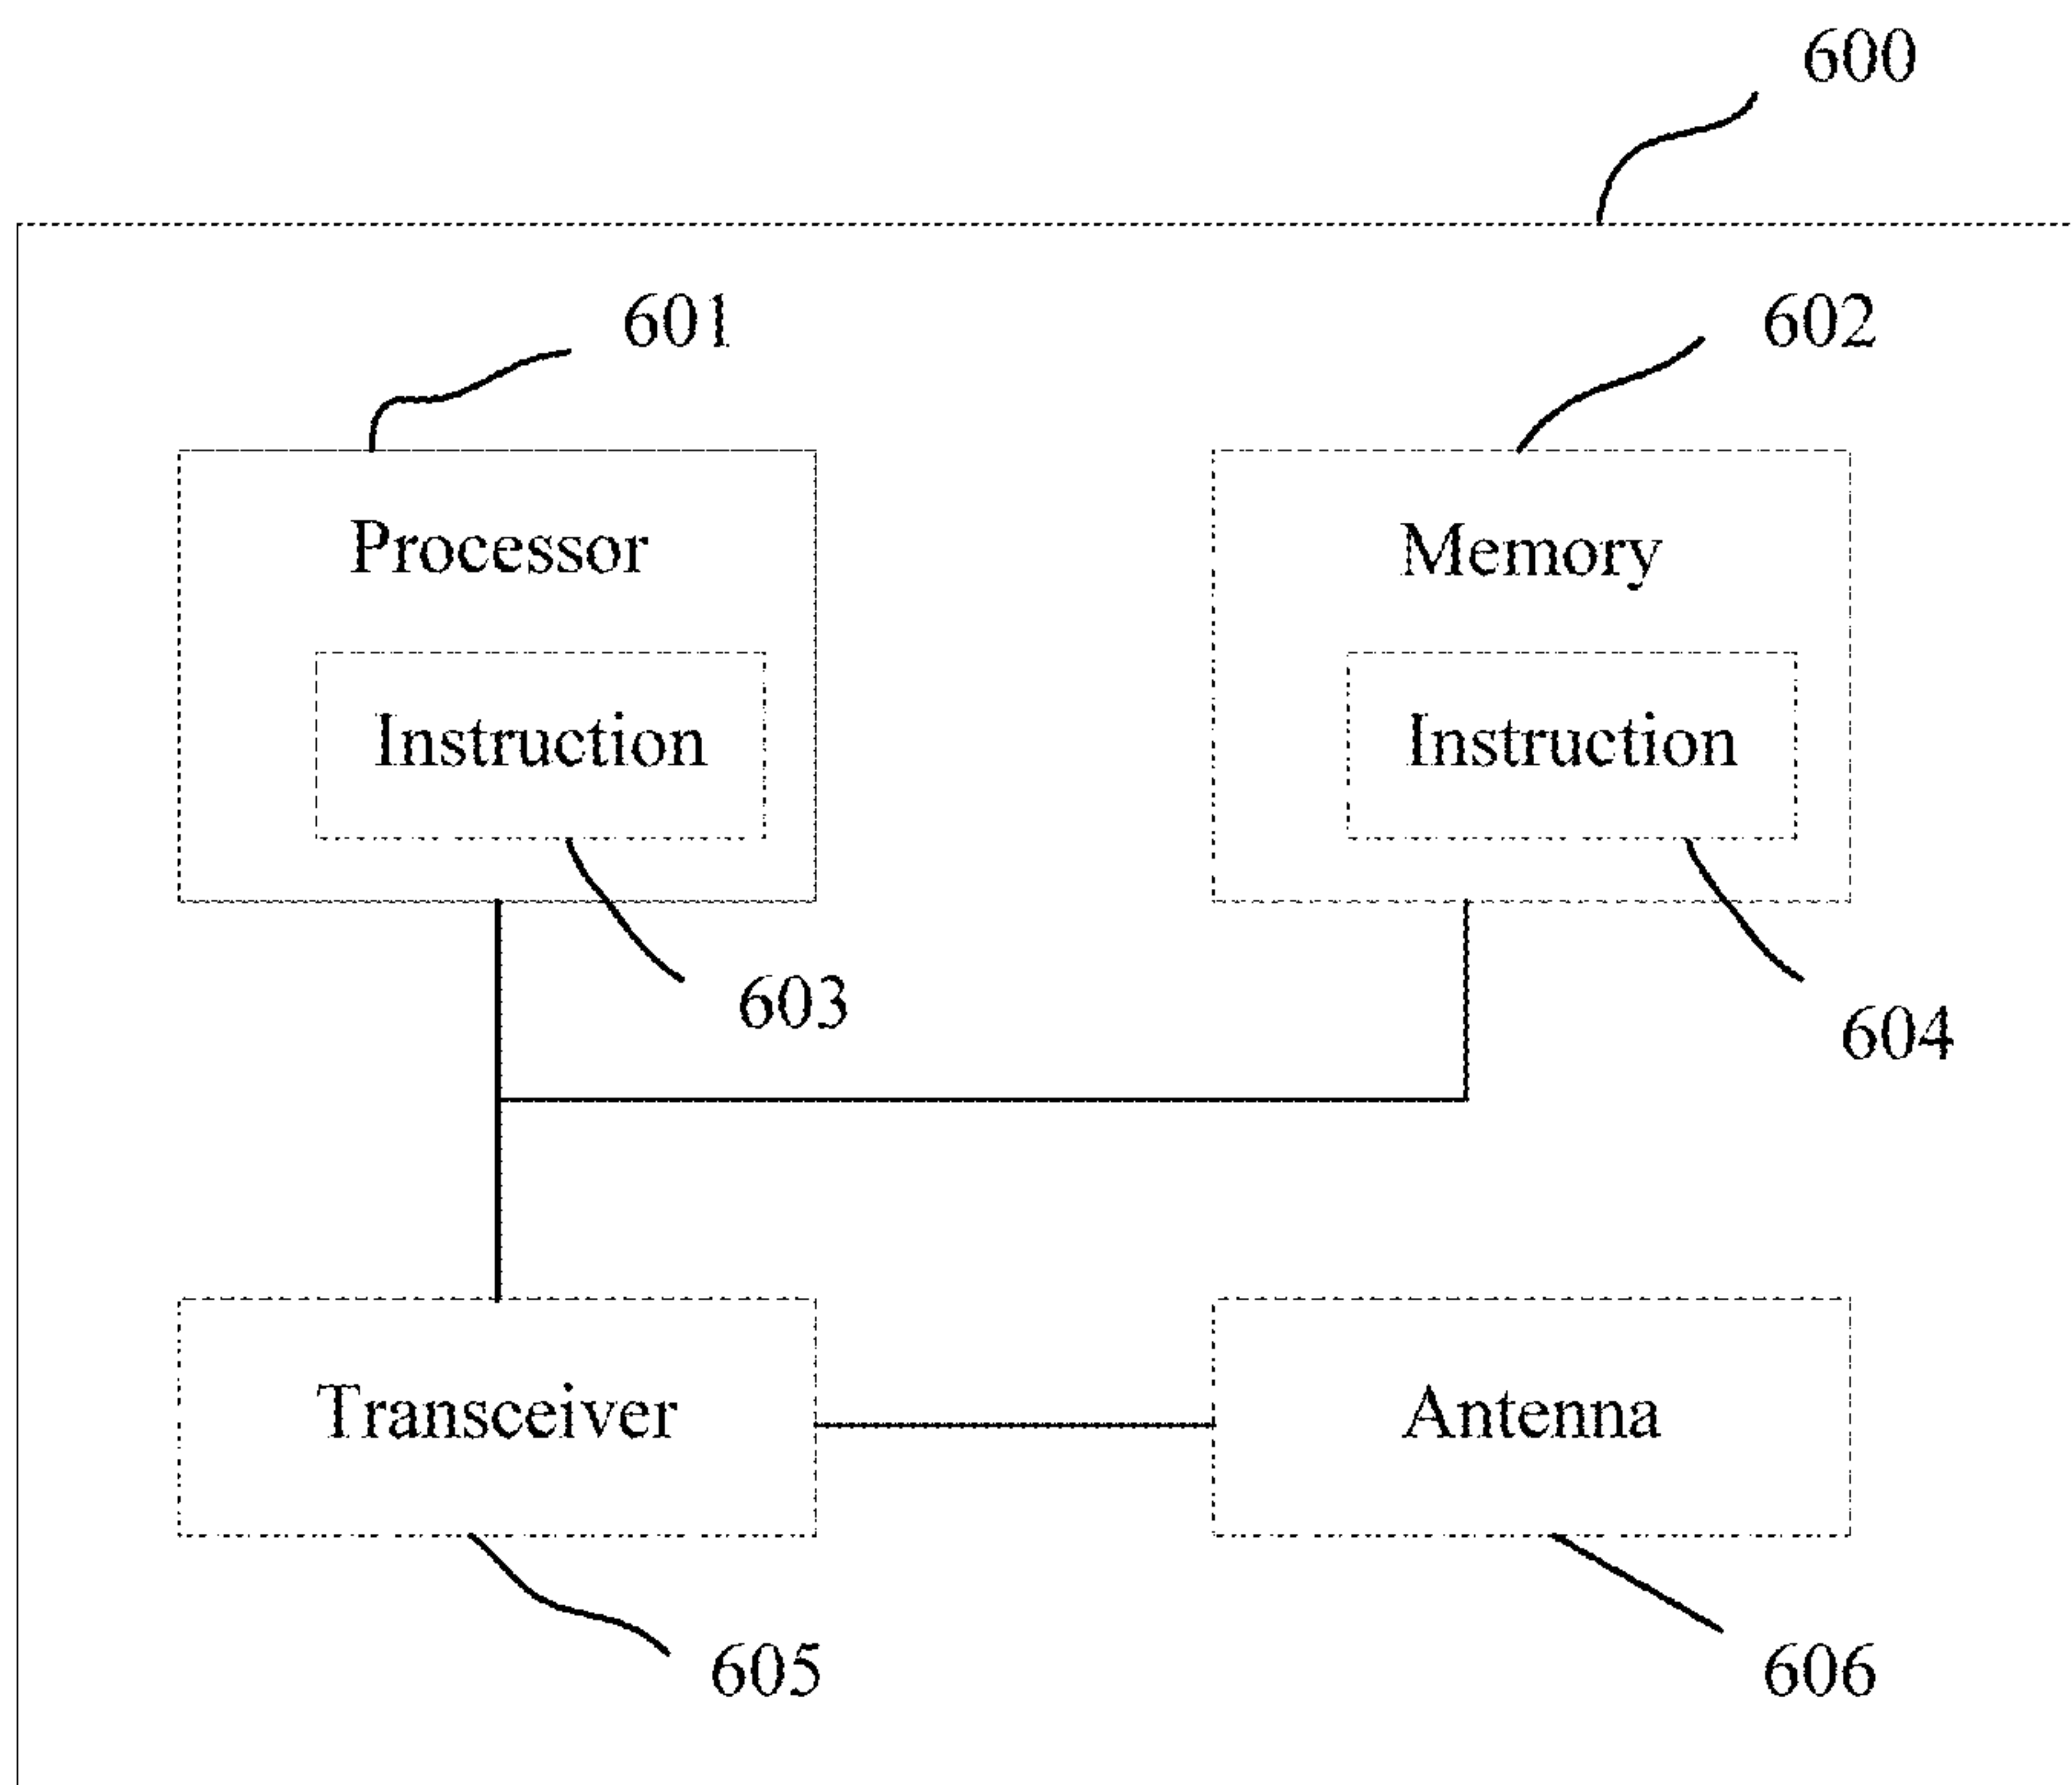 600
601
602
Processor
Memory
Instruction
Instruction
603
604
Transceiver
Antenna
605
606